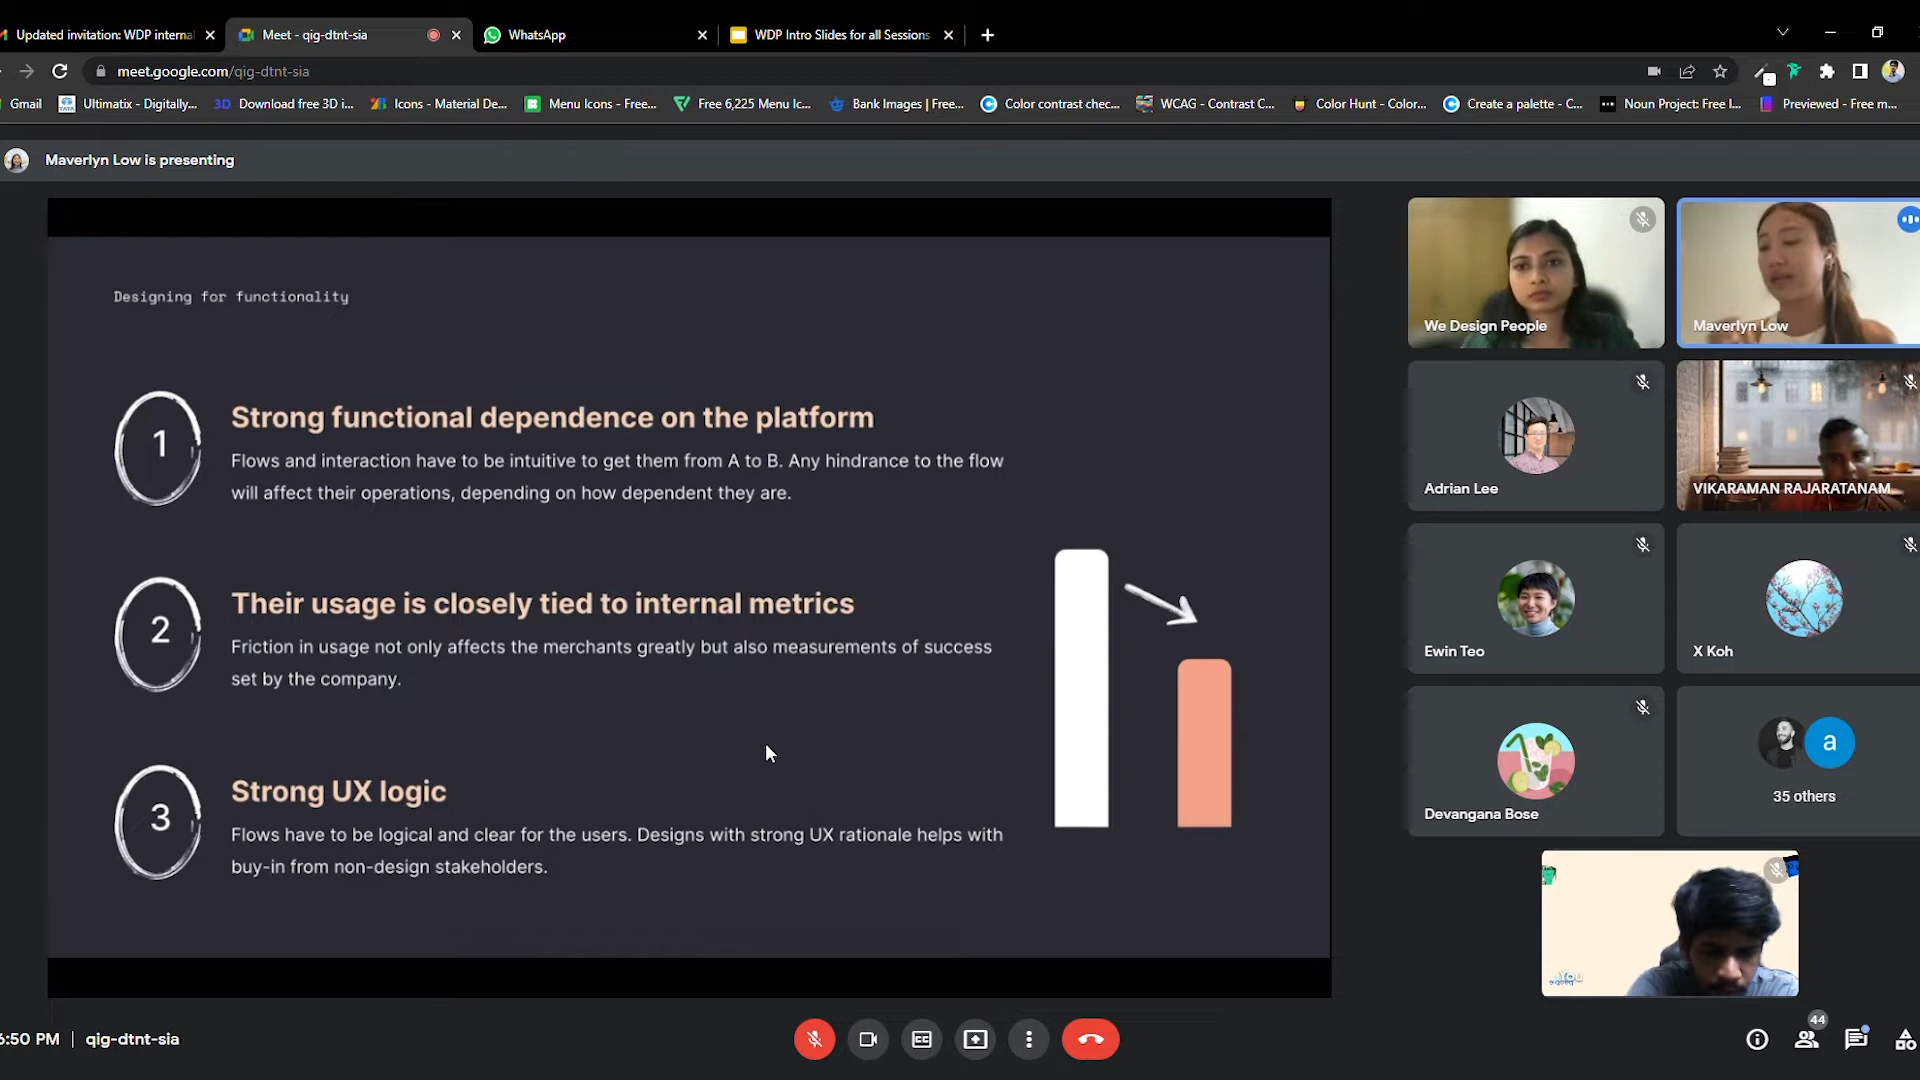 Updated invitation: WDP internal
Meet - qig-dtnt-sia
WhatsApp
WDP Intro Slides for all Sessions
meet.google.com/qig-dtnt-sia
Gmail
Ultimatix - Digitally...
3D
Download free 3D i...
Icons - Material De...
Menu Icons - Free...
Free 6,225 Menu Ic...
Bank Images | Free...
Color contrast chec...
WCAG - Contrast C...
Color Hunt - Color...
Create a palette - C...
Noun Project: Free I...
Previewed - Free m...
Maverlyn Low is presenting
Designing for functionality
1
Strong functional dependence on the platform
Flows and interaction have to be intuitive to get them from A to B. Any hindrance to the flow
will affect their operations, depending on how dependent they are.
2
Their usage is closely tied to internal metrics
Friction in usage not only affects the merchants greatly but also measurements of success
set by the company.
3
Strong UX logic
Flows have to be logical and clear for the users. Designs with strong UX rationale helps with
buy-in from non-design stakeholders.
We Design People
Maverlyn Low
Adrian Lee
VIKARAMAN RAJARATANAM
Ewin Teo
X Koh
Devangana Bose
a
35 others
You
6:50 PM
qig-dtnt-sia
44